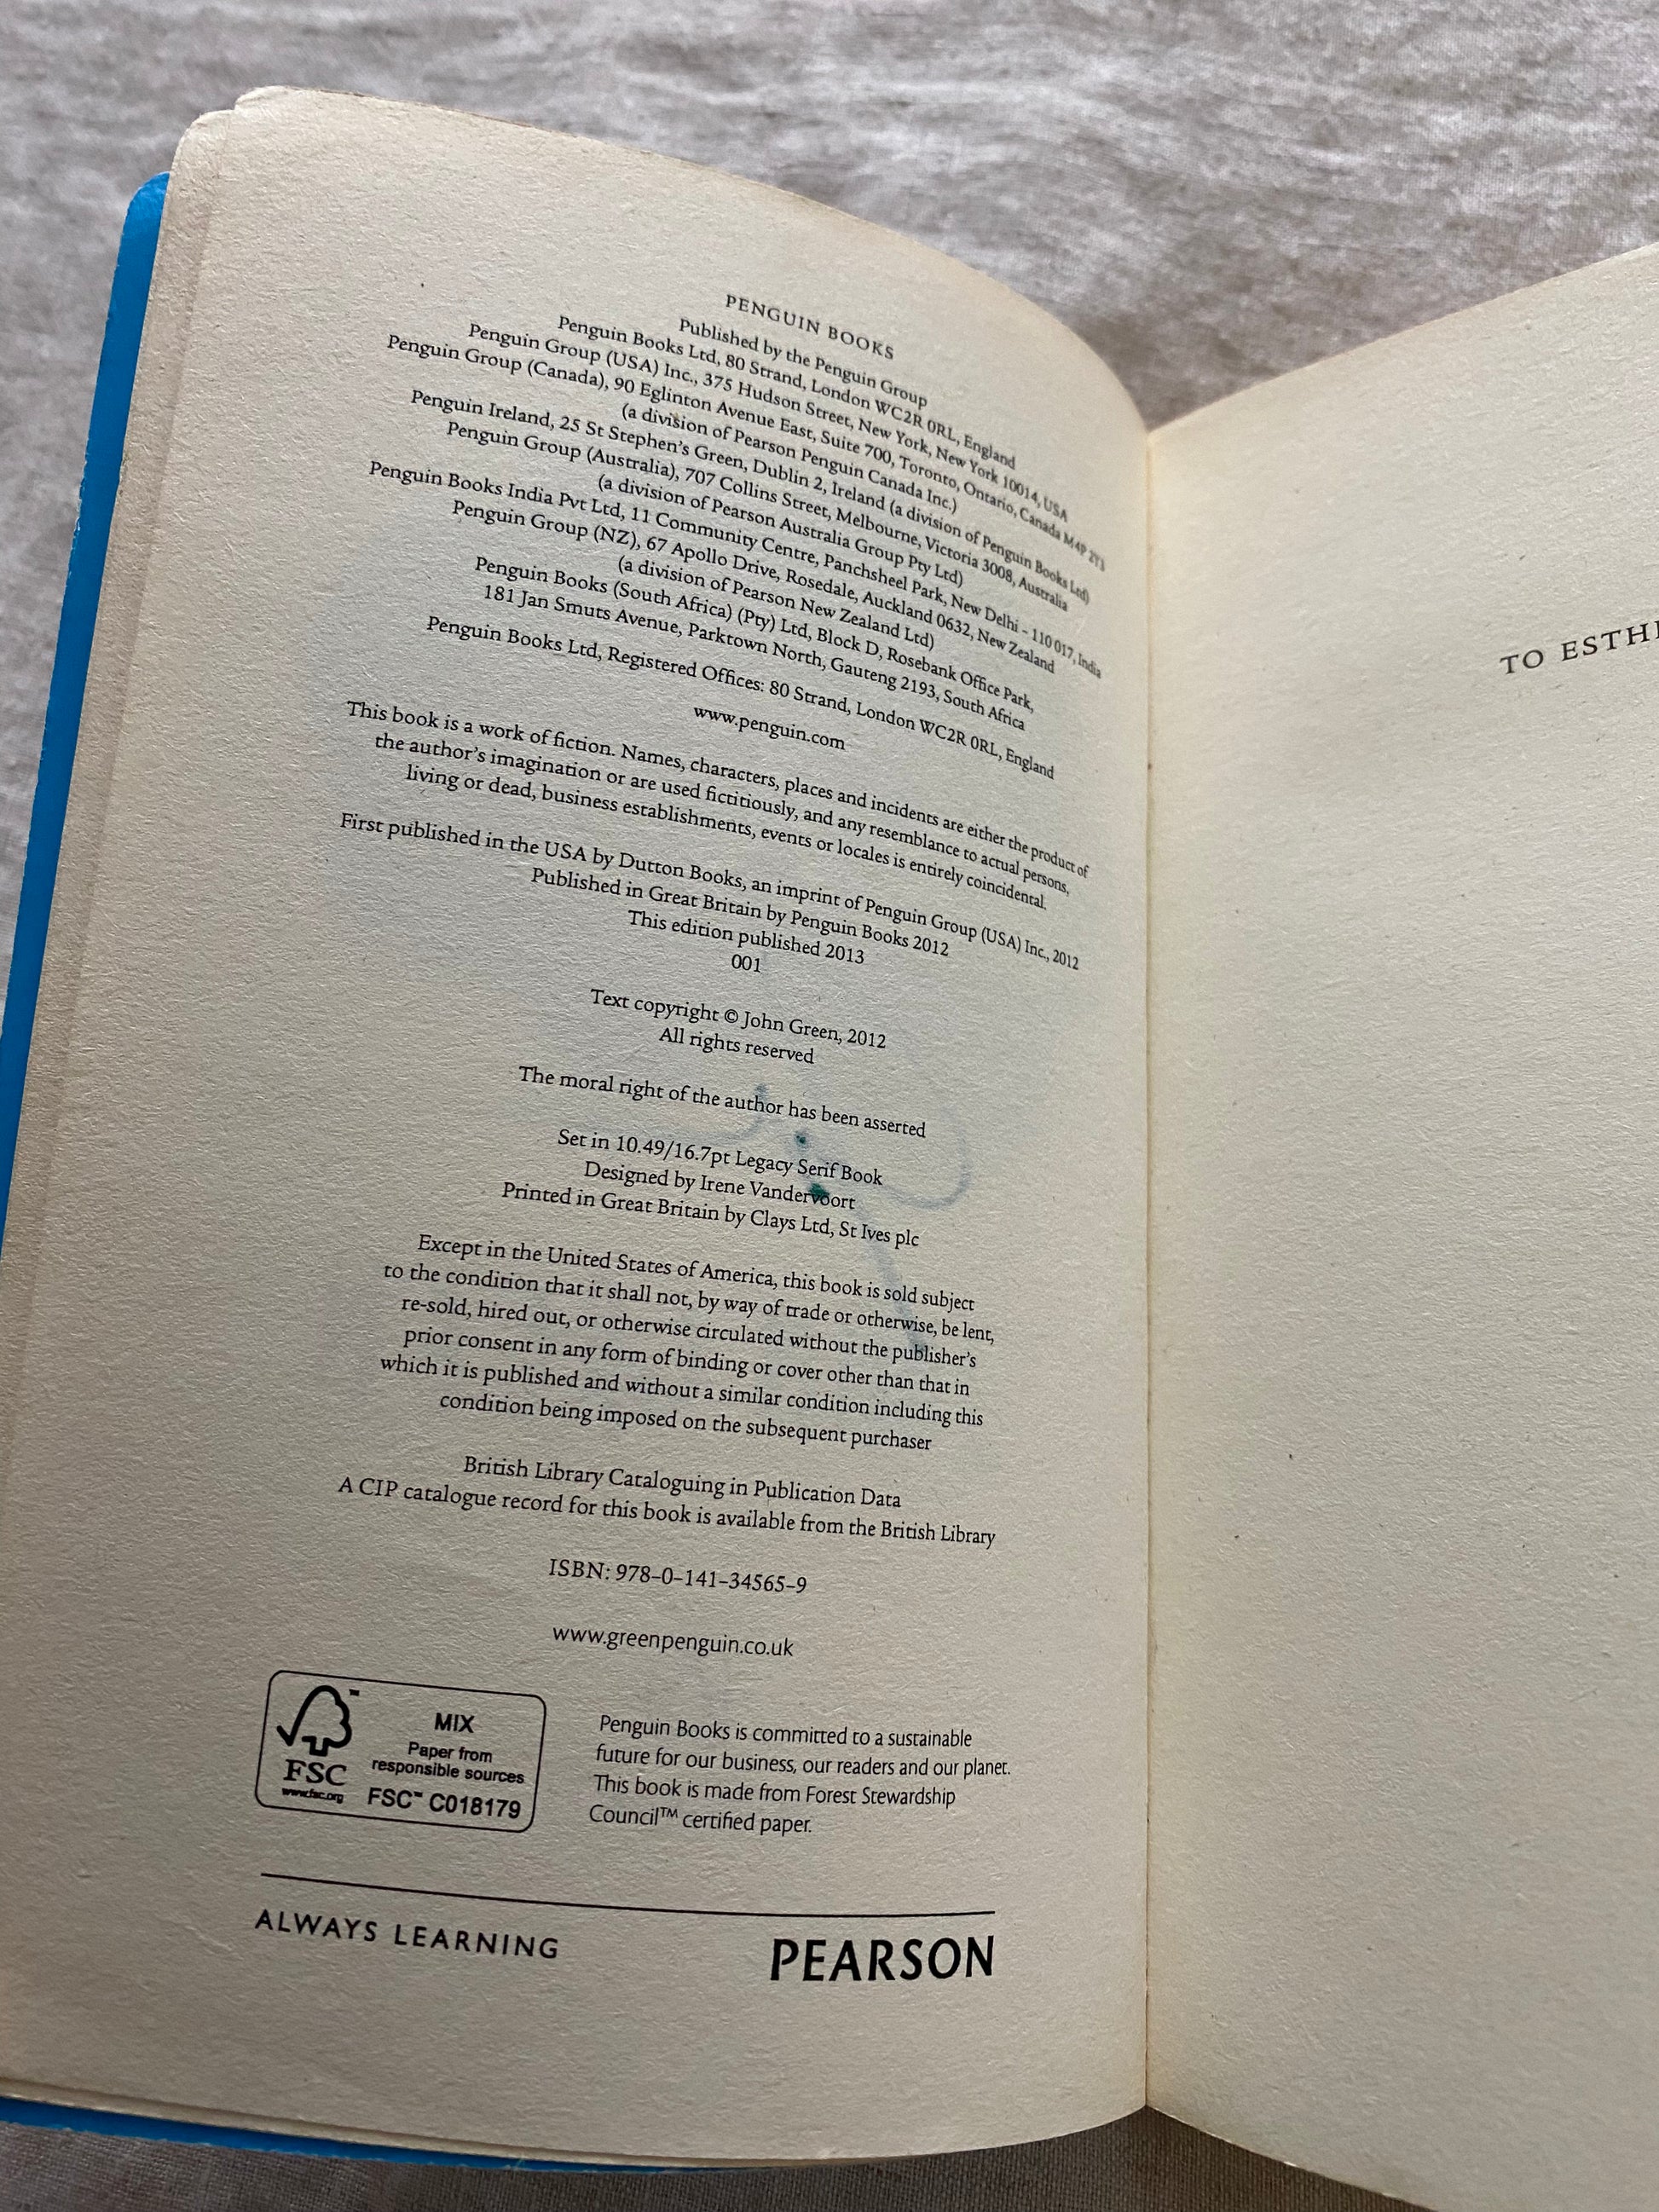 PENGUIN BOOKS
Published by the Penguin Group
Penguin Books Ltd, 80 Strand, London WC2R 0RL, England
Penguin Group (USA) Inc., 375 Hudson Street, New York, New York 10014, USA
Penguin Group (Canada), 90 Eglinton Avenue East, Suite 700, Toronto, Ontario, Canada M4P 2Y3
(a division of Pearson Penguin Canada Inc.)
Penguin Ireland, 25 St Stephen's Green, Dublin 2, Ireland (a division of Penguin Books Ltd)
Penguin Group (Australia), 707 Collins Street, Melbourne, Victoria 3008, Australia
(a division of Pearson Australia Group Pty Ltd)
Penguin Books India Pvt Ltd, 11 Community Centre, Panchsheel Park, New Delhi – 110 017, India
Penguin Group (NZ), 67 Apollo Drive, Rosedale, Auckland 0632, New Zealand
(a division of Pearson New Zealand Ltd)
Penguin Books (South Africa) (Pty) Ltd, Block D, Rosebank Office Park,
181 Jan Smuts Avenue, Parktown North, Gauteng 2193, South Africa
Penguin Books Ltd, Registered Offices: 80 Strand, London WC2R 0RL, England
www.penguin.com
This book is a work of fiction. Names, characters, places and incidents are either the product of
the author's imagination or are used fictitiously, and any resemblance to actual persons,
living or dead, business establishments, events or locales is entirely coincidental.
First published in the USA by Dutton Books, an imprint of Penguin Group (USA) Inc., 2012
Published in Great Britain by Penguin Books 2012
This edition published 2013
001
Text copyright © John Green, 2012
All rights reserved
The moral right of the author has been asserted
Set in 10.49/16.7pt Legacy Serif Book
Designed by Irene Vandervoort
Printed in Great Britain by Clays Ltd, St Ives plc
Except in the United States of America, this book is sold subject
to the condition that it shall not, by way of trade or otherwise, be lent,
re-sold, hired out, or otherwise circulated without the publisher's
prior consent in any form of binding or cover other than that in
which it is published and without a similar condition including this
condition being imposed on the subsequent purchaser
British Library Cataloguing in Publication Data
A CIP catalogue record for this book is available from the British Library
ISBN: 978–0–141–34565–9
www.greenpenguin.co.uk
MIX
Paper from
responsible sources
FSC™ C018179
FSC
www.fsc.org
Penguin Books is committed to a sustainable
future for our business, our readers and our planet.
This book is made from Forest Stewardship
Council™ certified paper.
ALWAYS LEARNING
PEARSON
TO ESTH